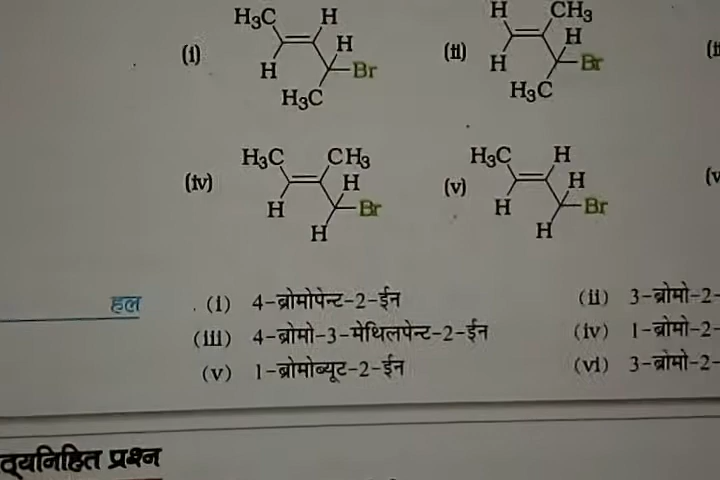 (i) H₃C H H H Br H₃C
(ii) H CH₃ H H Br H₃C
(iv) H₃C CH₃ H H Br H
(v) H₃C H H H Br H
हल (i) 4-ब्रोमोपेन्ट-2-ईन (ii) 3-ब्रोमो-2-
(iii) 4-ब्रोमो-3-मेथिलपेन्ट-2-ईन (iv) 1-ब्रोमो-2-
(v) 1-ब्रोमोब्यूट-2-ईन (vi) 3-ब्रोमो-2-
्यनिहित प्रश्न